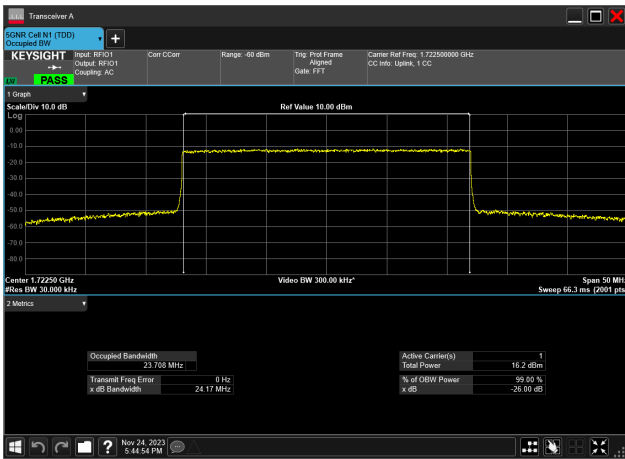 Transceiver A
5GNR Cell N1 (TDD)
Occupied BW
KEYSIGHT
Input: RFIO1
Output: RFIO1
Coupling: AC
Corr CCorr
Range: -60 dBm
Trig: Prot Frame
Aligned
Gate: FFT
Carrier Ref Freq: 1.722500000 GHz
CC Info: Uplink, 1 CC
PASS
1 Graph
Scale/Div 10.0 dB
Ref Value 10.00 dBm
Log
0.00
-10.0
-20.0
-30.0
-40.0
-50.0
-60.0
-70.0
-80.0
Center 1.72250 GHz
Video BW 300.00 kHz*
Span 50 MHz
#Res BW 30.000 kHz
Sweep 66.3 ms (2001 pts)
2 Metrics
Occupied Bandwidth
23.708 MHz
Transmit Freq Error 0 Hz
x dB Bandwidth 24.17 MHz
Active Carrier(s) 1
Total Power 16.2 dBm
% of OBW Power 99.00 %
x dB -26.00 dB
Nov 24, 2023
5:44:54 PM